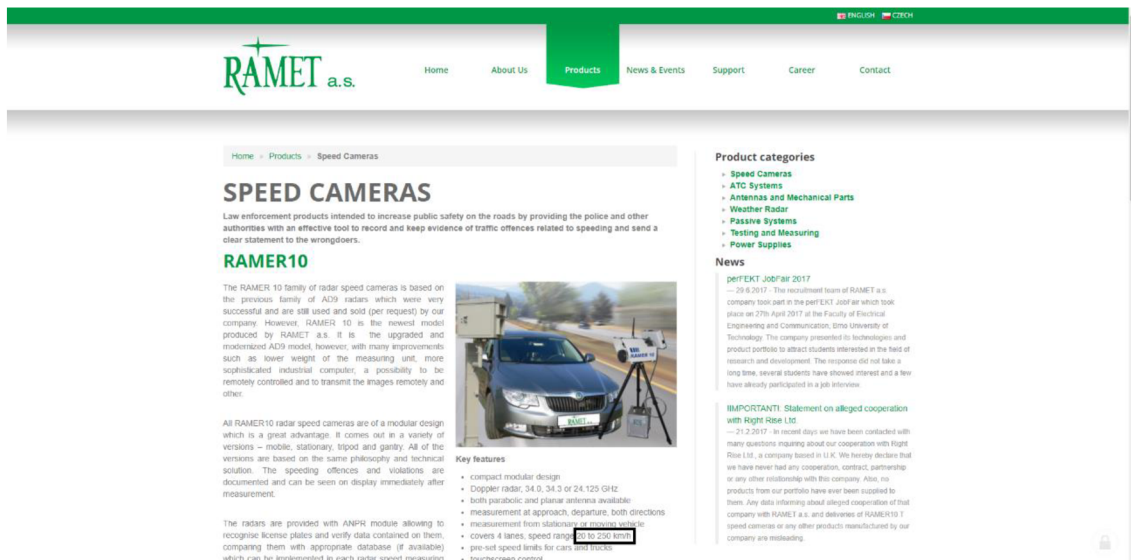 ENGLISH CZECH
RAMET a.s.
Home About Us Products News & Events Support Career Contact
Home » Products » Speed Cameras
SPEED CAMERAS
Law enforcement products intended to increase public safety on the roads by providing the police and other
authorities with an effective tool to record and keep evidence of traffic offences related to speeding and send a
clear statement to the wrongdoers.
RAMER10
The RAMER 10 family of radar speed cameras is based on
the previous family of AD9 radars which were very
successful and are still used and sold (per request) by our
company. However, RAMER 10 is the newest model
produced by RAMET a.s. It is the upgraded and
modernized AD9 model, however, with many improvements
such as lower weight of the measuring unit, more
sophisticated industrial computer, a possibility to be
remotely controlled and to transmit the images remotely and
other.
All RAMER10 radar speed cameras are of a modular design
which is a great advantage. It comes out in a variety of
versions – mobile, stationary, tripod and gantry. All of the
versions are based on the same philosophy and technical
solution. The speeding offences and violations are
documented and can be seen on display immediately after
measurement.
The radars are provided with ANPR module allowing to
recognise license plates and verify data contained on them,
comparing them with appropriate database (if available)
which can be implemented in each radar speed measuring
RAMER 10
RAMET a.s.
Key features
• compact modular design
• Doppler radar, 34.0, 34.3 or 24.125 GHz
• both parabolic and planar antenna available
• measurement at approach, departure, both directions
• measurement from stationary or moving vehicle
• covers 4 lanes, speed range 20 to 250 km/h
• pre-set speed limits for cars and trucks
• touchscreen control
Product categories
» Speed Cameras
» ATC Systems
» Antennas and Mechanical Parts
» Weather Radar
» Passive Systems
» Testing and Measuring
» Power Supplies
News
perFEKT JobFair 2017
— 29.6.2017 - The recruitment team of RAMET a.s.
company took part in the perFEKT JobFair which took
place on 27th April 2017 at the Faculty of Electrical
Engineering and Communication, Brno University of
Technology. The company presented its technologies and
product portfolio to attract students interested in the field of
research and development. The response did not take a
long time, several students have showed interest and a few
have already participated in a job interview.
!IMPORTANT!: Statement on alleged cooperation
with Right Rise Ltd.
— 21.2.2017 - In recent days we have been contacted with
many questions inquiring about our cooperation with Right
Rise Ltd., a company based in U.K. We hereby declare that
we have never had any cooperation, contract, partnership
or any other relationship with this company. Also, no
products from our portfolio have ever been supplied to
them. Any data informing about alleged cooperation of that
company with RAMET a.s. and deliveries of RAMER10 T
speed cameras or any other products manufactured by our
company are misleading.